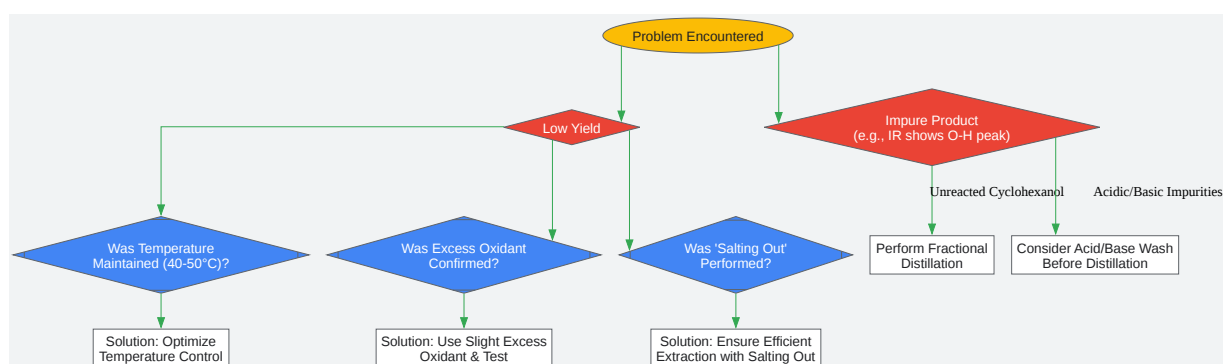 Problem Encountered
Low Yield
Impure Product
(e.g., IR shows O-H peak)
Unreacted Cyclohexanol
Acidic/Basic Impurities
Was Temperature
Maintained (40-50°C)?
Was Excess Oxidant
Confirmed?
Was 'Salting Out'
Performed?
Perform Fractional
Distillation
Consider Acid/Base Wash
Before Distillation
Solution: Optimize
Temperature Control
Solution: Use Slight Excess
Oxidant & Test
Solution: Ensure Efficient
Extraction with Salting Out